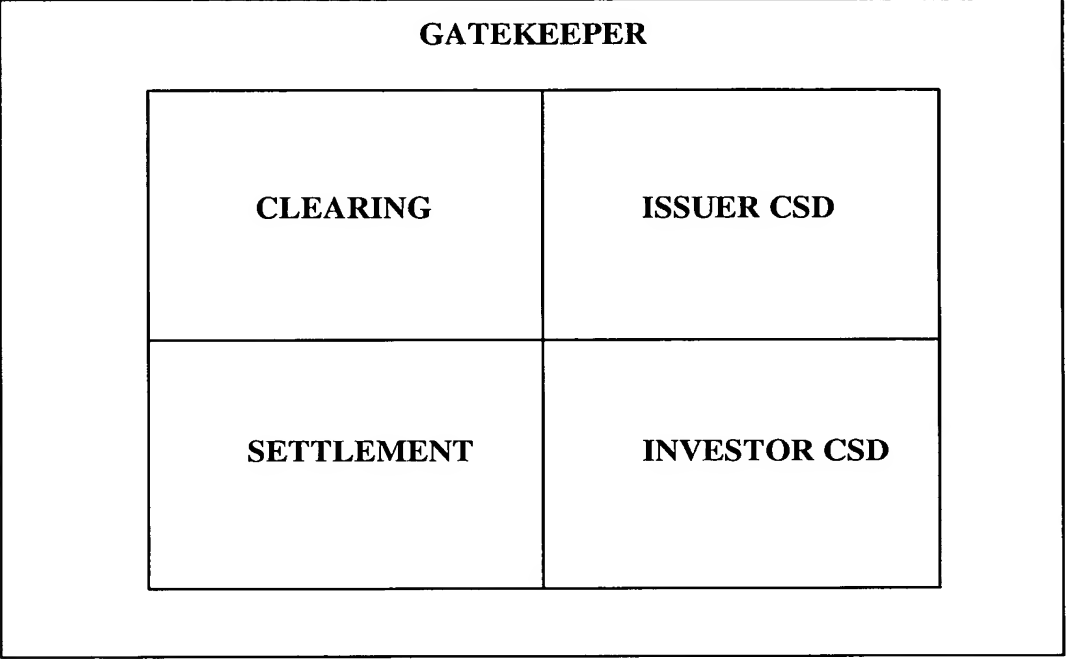 GATEKEEPER
CLEARING
ISSUER CSD
SETTLEMENT
INVESTOR CSD